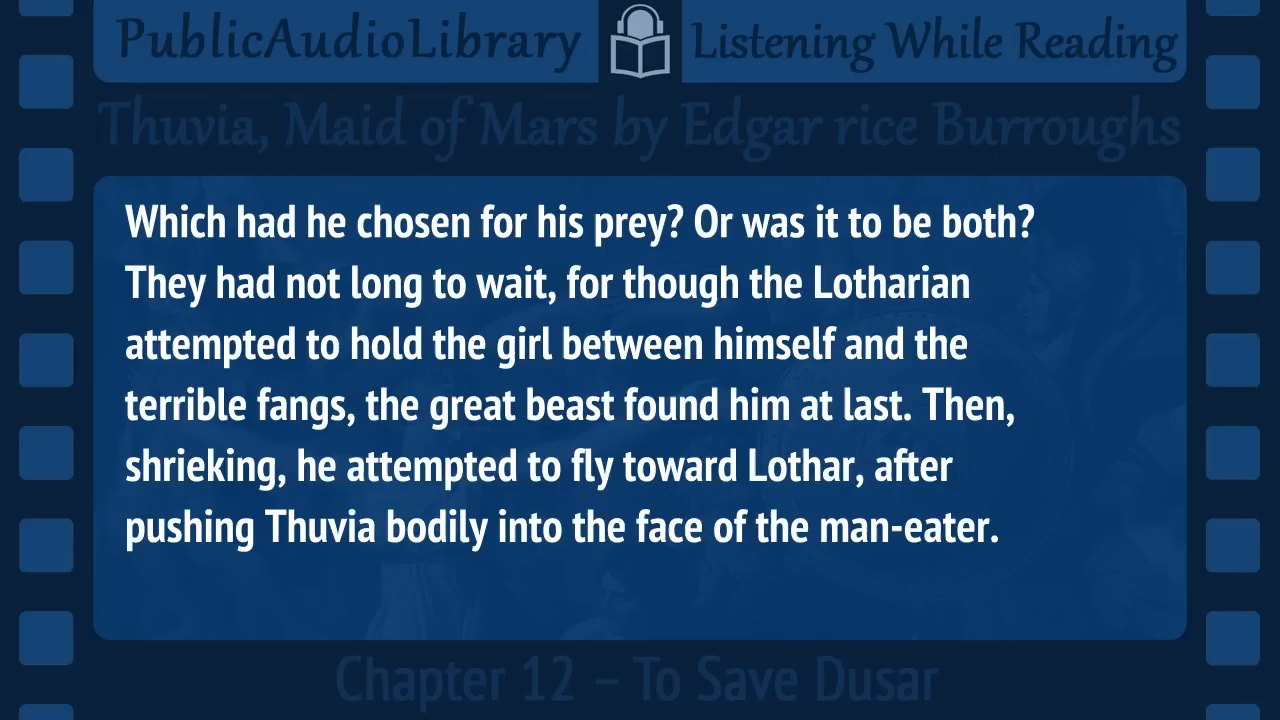 PublicAudioLibrary Listening While Reading
Thuvia, Maid of Mars by Edgar rice Burroughs
Which had he chosen for his prey? Or was it to be both?
They had not long to wait, for though the Lotharian
attempted to hold the girl between himself and the
terrible fangs, the great beast found him at last. Then,
shrieking, he attempted to fly toward Lothar, after
pushing Thuvia bodily into the face of the man-eater.
Chapter 12 – To Save Dusar